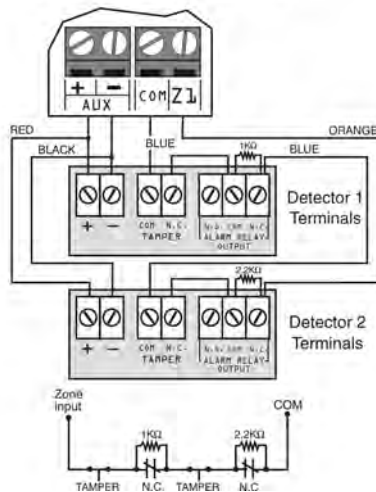 + -
AUX
COM Z1
RED
ORANGE
BLACK
BLUE
1KΩ
BLUE
Detector 1
Terminals
+ -
COM N.C.
TAMPER
N.O. COM N.C.
ALARM RELAY
OUTPUT
2.2KΩ
Detector 2
Terminals
+ -
COM N.C.
TAMPER
N.O. COM N.C.
ALARM RELAY
OUTPUT
Zone
input
COM
1KΩ
2.2KΩ
TAMPER N.C. TAMPER N.C